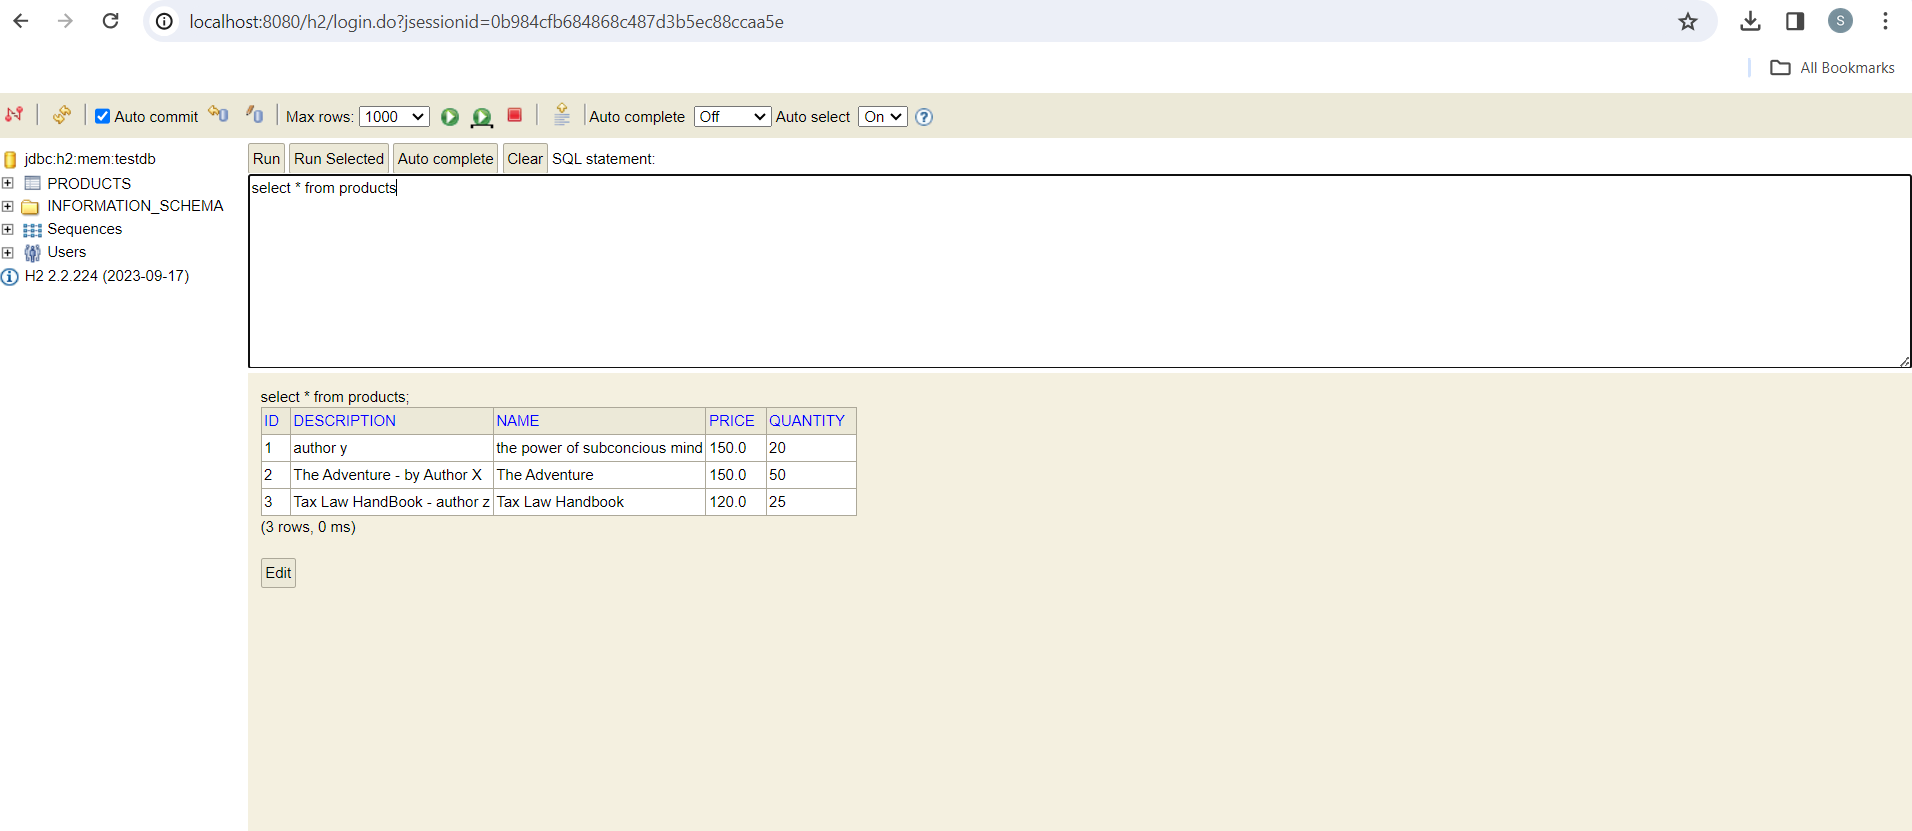 localhost:8080/h2/login.do?jsessionid=0b984cfb684868c487d3b5ec88ccaa5e
S
All Bookmarks
Auto commit Max rows: 1000 Auto complete Off Auto select On ?
jdbc:h2:mem:testdb
PRODUCTS
INFORMATION_SCHEMA
Sequences
Users
H2 2.2.224 (2023-09-17)
Run Run Selected Auto complete Clear SQL statement:
select * from products
select * from products;
ID DESCRIPTION NAME PRICE QUANTITY
1 author y the power of subconcious mind 150.0 20
2 The Adventure - by Author X The Adventure 150.0 50
3 Tax Law HandBook - author z Tax Law Handbook 120.0 25
(3 rows, 0 ms)
Edit